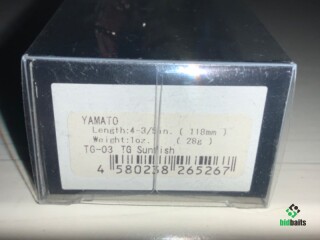 YAMATO
Length:4-3/5in. ( 118mm )
Weight:1oz. ( 28g )
TG-03 TG Sunfish
4 580238 265267
bidbaits